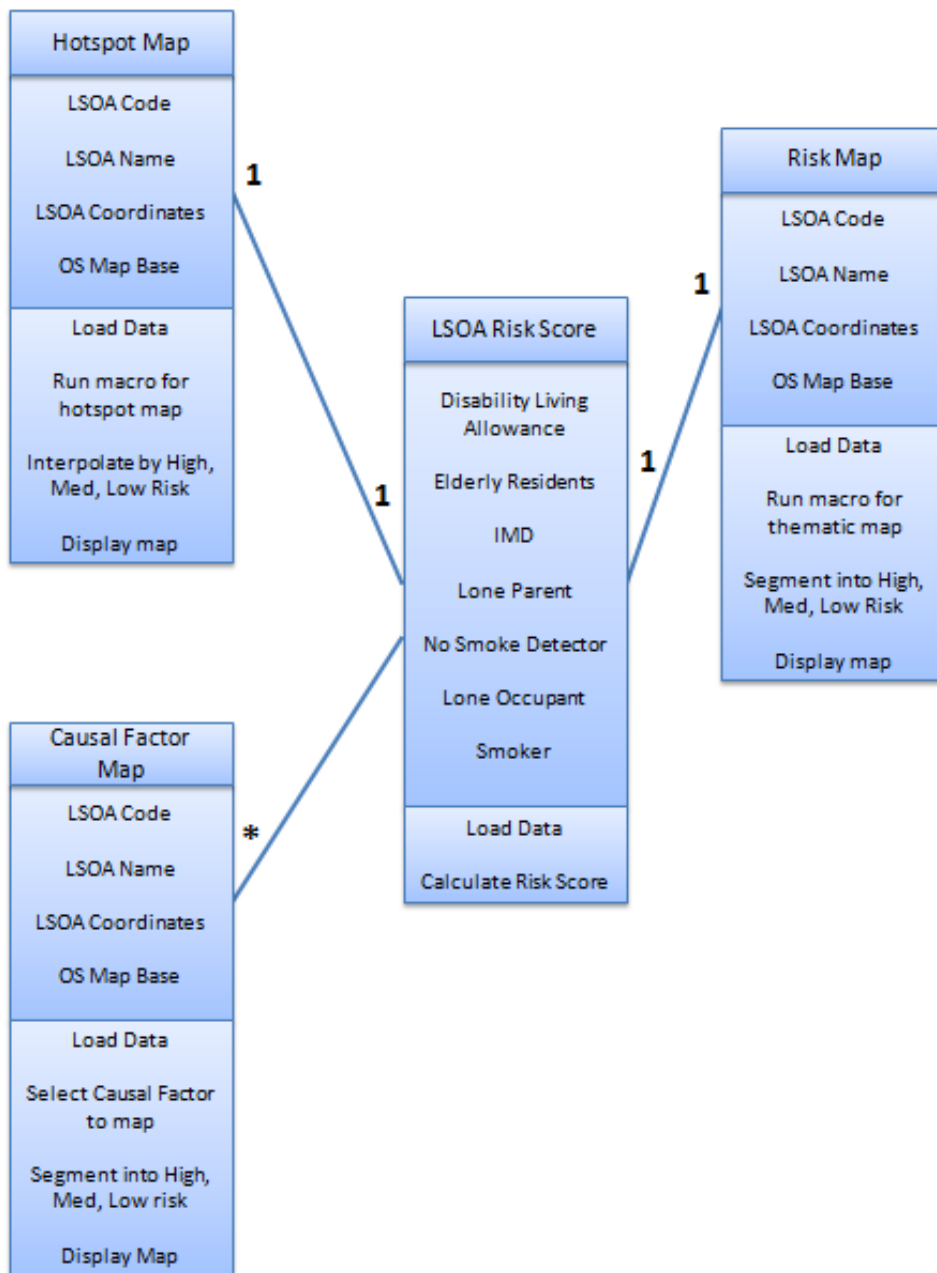 Hotspot Map
LSOA Code
LSOA Name
LSOA Coordinates
OS Map Base
Load Data
Run macro for
hotspot map
Interpolate by High,
Med, Low Risk
Display map
1
1
LSOA Risk Score
Disability Living
Allowance
Elderly Residents
IMD
Lone Parent
No Smoke Detector
Lone Occupant
Smoker
Load Data
Calculate Risk Score
1
1
Risk Map
LSOA Code
LSOA Name
LSOA Coordinates
OS Map Base
Load Data
Run macro for
thematic map
Segment into High,
Med, Low Risk
Display map
Causal Factor
Map
LSOA Code
LSOA Name
LSOA Coordinates
OS Map Base
Load Data
Select Causal Factor
to map
Segment into High,
Med, Low risk
Display Map
*